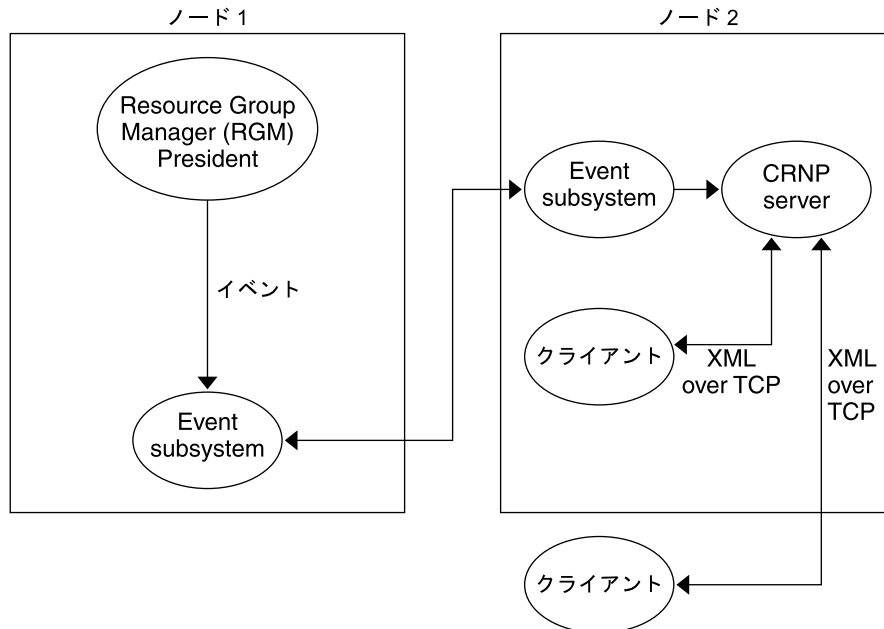 ノード 1
Resource Group
Manager (RGM)
President
イベント
Event
subsystem
ノード 2
Event
subsystem
CRNP
server
クライアント
XML
over TCP
XML
over
TCP
クライアント